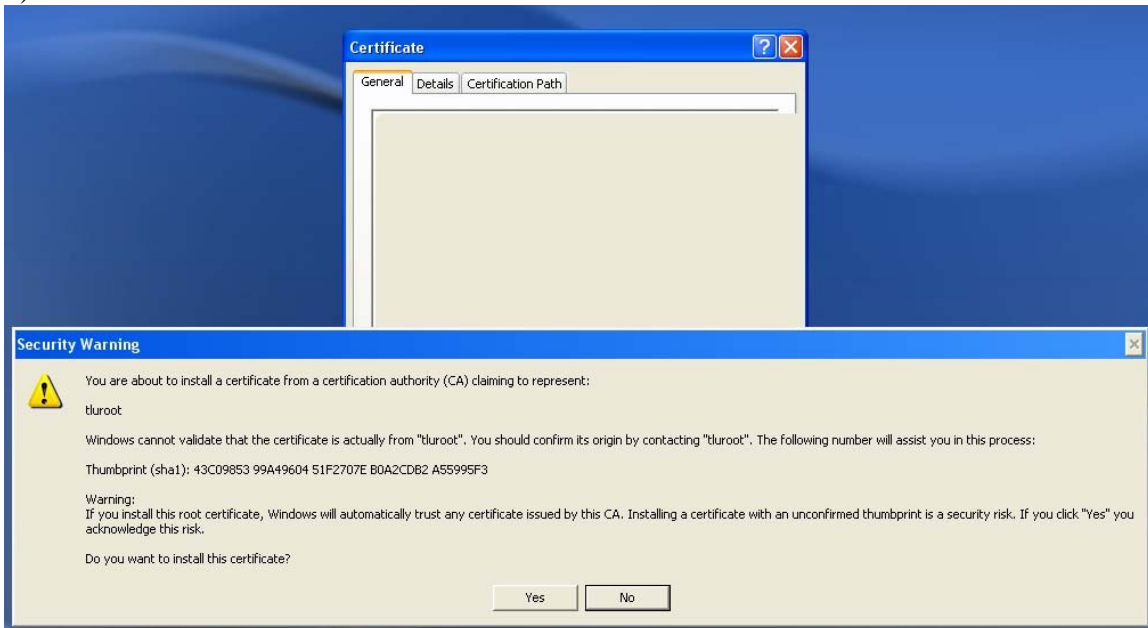 Certificate
General Details Certification Path
Security Warning
You are about to install a certificate from a certification authority (CA) claiming to represent:
tluroot
Windows cannot validate that the certificate is actually from "tluroot". You should confirm its origin by contacting "tluroot". The following number will assist you in this process:
Thumbprint (sha1): 43C09853 99A49604 51F2707E B0A2CDB2 A55995F3
Warning:
If you install this root certificate, Windows will automatically trust any certificate issued by this CA. Installing a certificate with an unconfirmed thumbprint is a security risk. If you click "Yes" you
acknowledge this risk.
Do you want to install this certificate?
Yes No